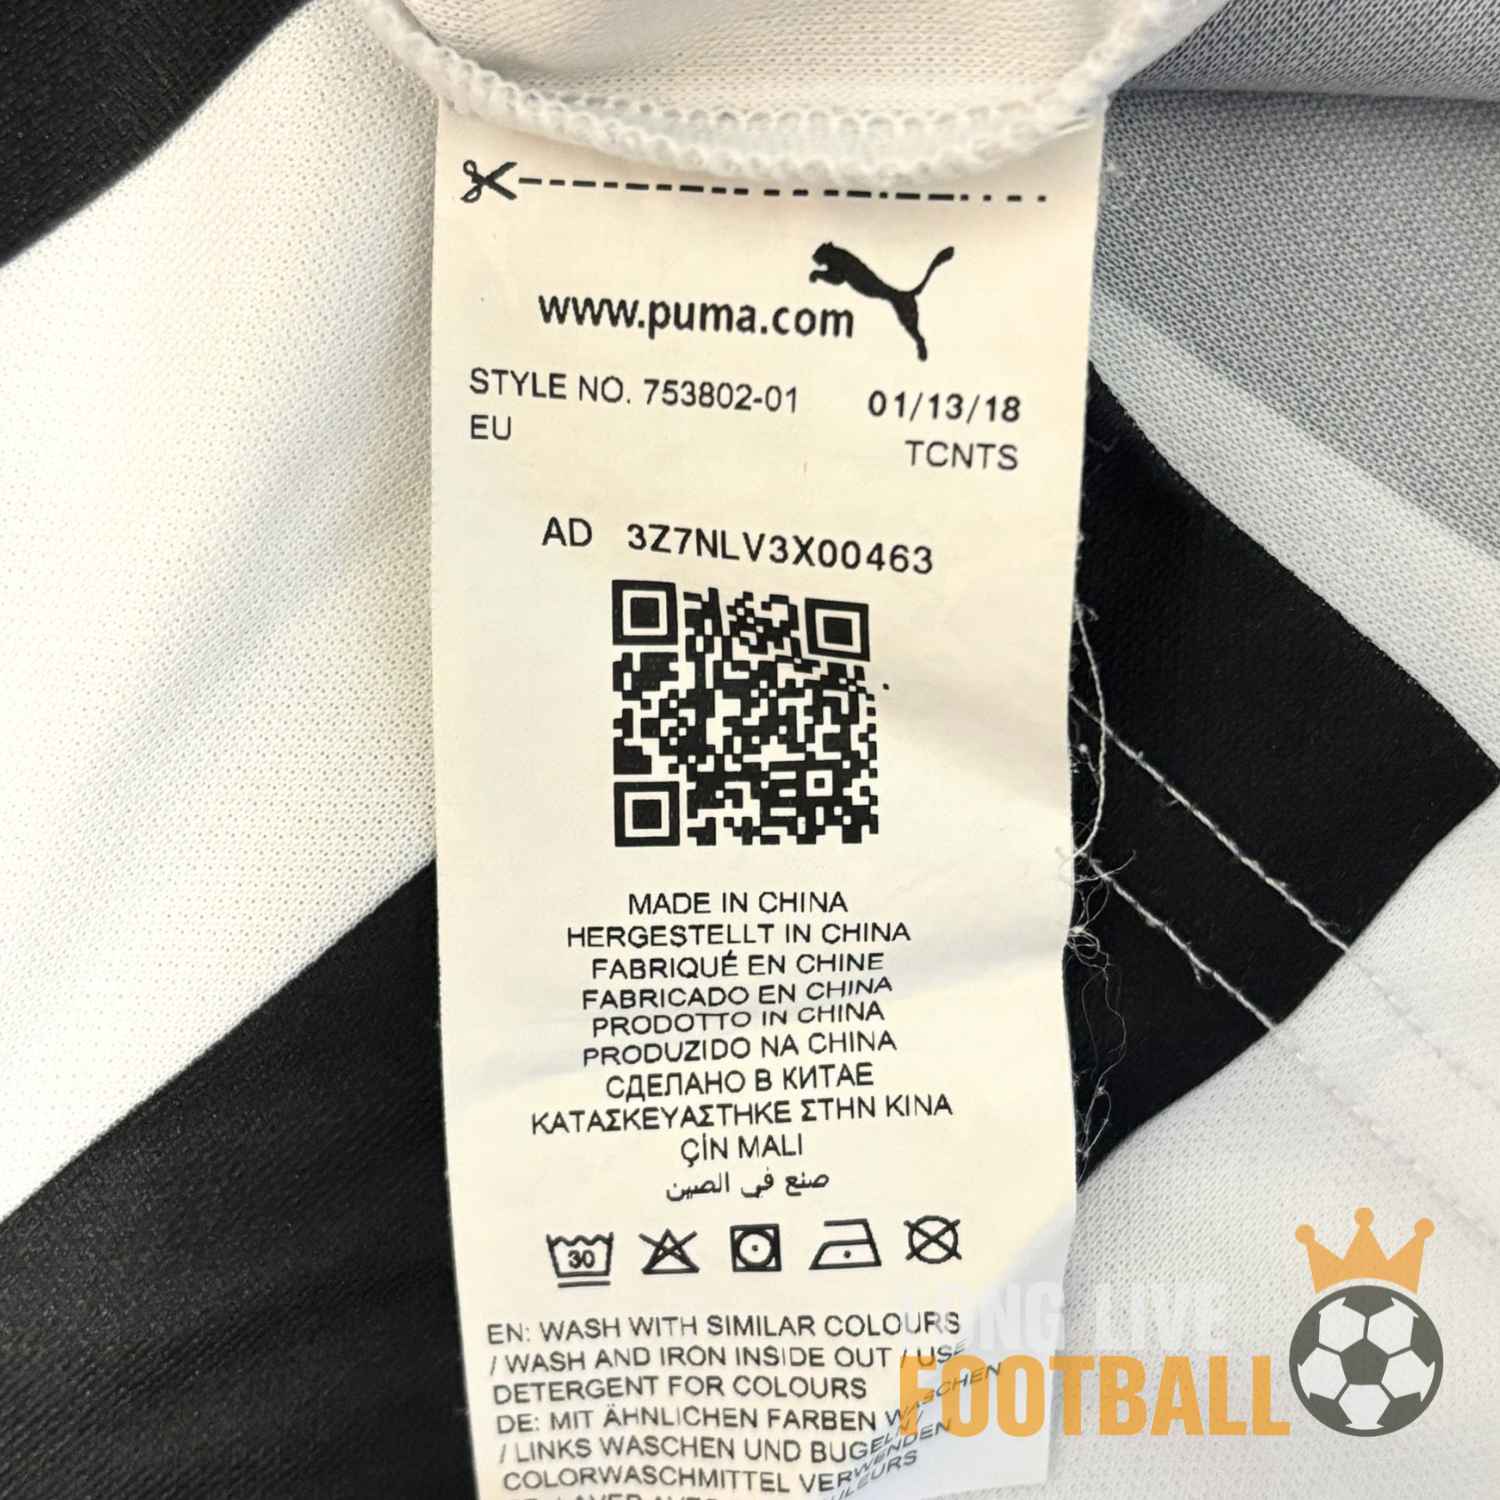 www.puma.com
STYLE NO. 753802-01 01/13/18
EU TCNTS
AD 3Z7NLV3X00463
MADE IN CHINA
HERGESTELLT IN CHINA
FABRIQUÉ EN CHINE
FABRICADO EN CHINA
PRODOTTO IN CHINA
PRODUZIDO NA CHINA
СДЕЛАНО В КИТАЕ
ΚΑΤΑΣΚΕΥΑΣΤΗΚΕ ΣΤΗΝ ΚΙΝΑ
ÇİN MALI
صنع في الصين
30
EN: WASH WITH SIMILAR COLOURS
/ WASH AND IRON INSIDE OUT / USE
DETERGENT FOR COLOURS
DE: MIT ÄHNLICHEN FARBEN WASCHEN
/ LINKS WASCHEN UND BUGELN /
COLORWASCHMITTEL VERWENDEN
LONG LIVE
FOOTBALL